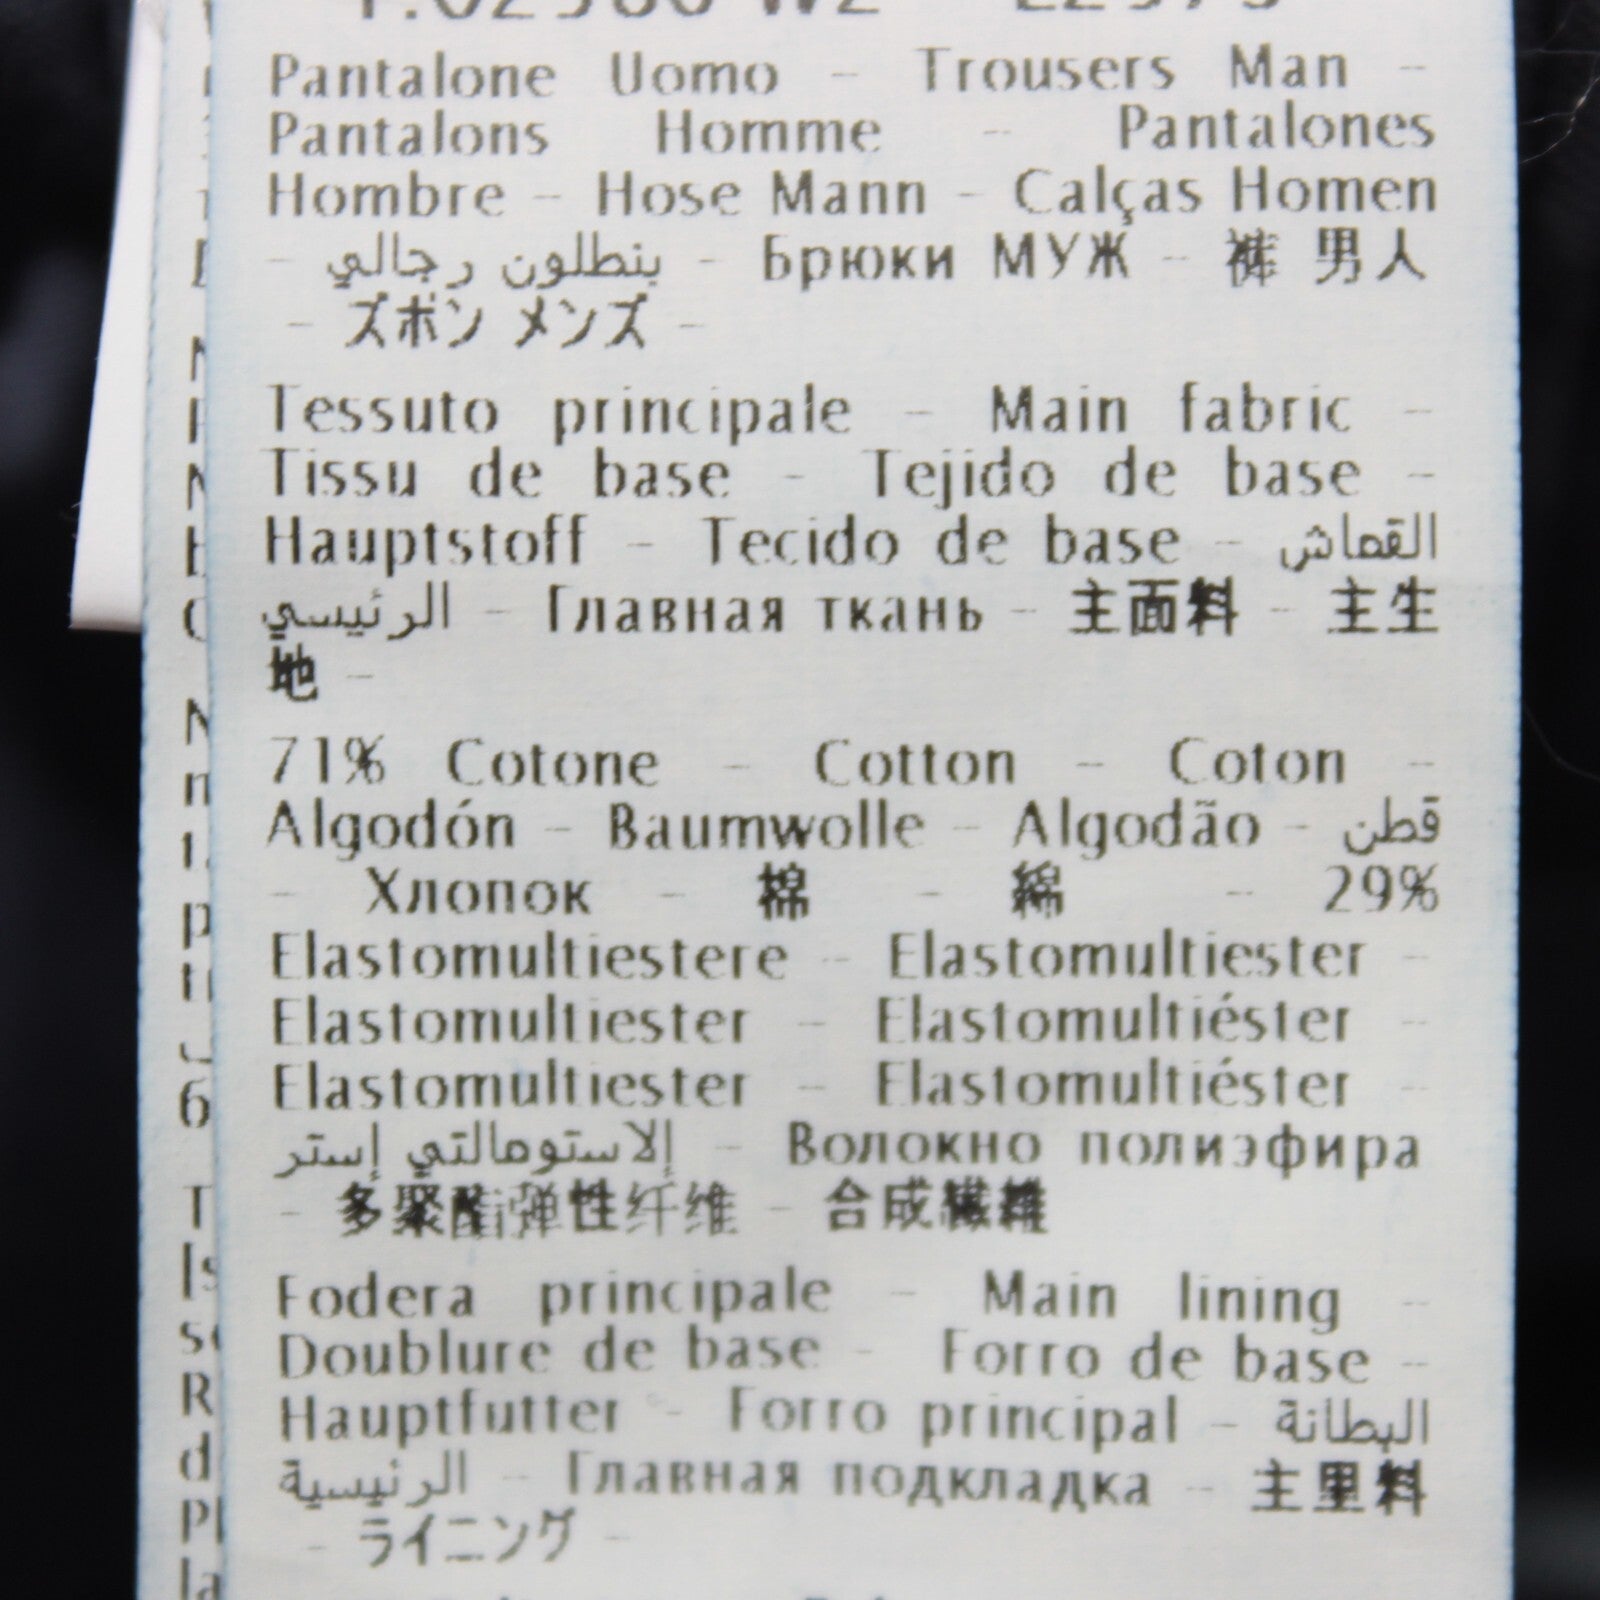 Pantalone Uomo - Trousers Man -
Pantalons Homme - Pantalones
Hombre - Hose Mann - Calças Homen
- بنطلون رجالي - Брюки МУЖ - 裤 男人
- ズボン メンズ -
Tessuto principale - Main fabric -
Tissu de base - Tejido de base -
Hauptstoff - Tecido de base - القماش
الرئيسي - Главная ткань - 主面料 - 主生
地 -
71% Cotone - Cotton - Coton -
Algodón - Baumwolle - Algodão - قطن
- Хлопок - 棉 - 綿 - 29%
Elastomultiestere - Elastomultiester -
Elastomultiester - Elastomultiéster -
Elastomultiester - Elastomultiéster -
إلاستومالتي إستر - Волокно полиэфира
- 多聚酯弹性纤维 - 合成繊維
Fodera principale - Main lining -
Doublure de base - Forro de base -
Hauptfutter - Forro principal - البطانة
الرئيسية - Главная подкладка - 主里料
- ライニング -